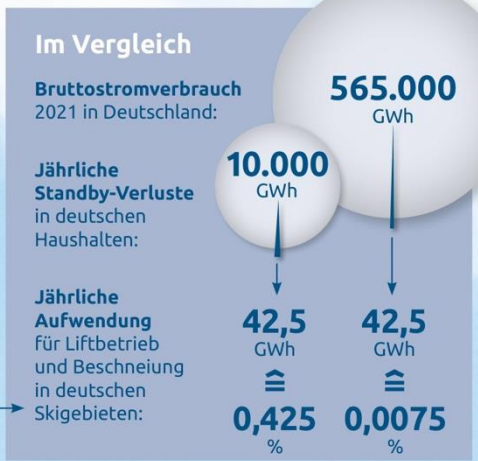 Im Vergleich
Bruttostromverbrauch
2021 in Deutschland:
565.000
GWh
Jährliche
Standby-Verluste
in deutschen
Haushalten:
10.000
GWh
Jährliche
Aufwendung
für Liftbetrieb
und Beschneiung
in deutschen
Skigebieten:
42,5
GWh
≙
0,425
%
42,5
GWh
≙
0,0075
%